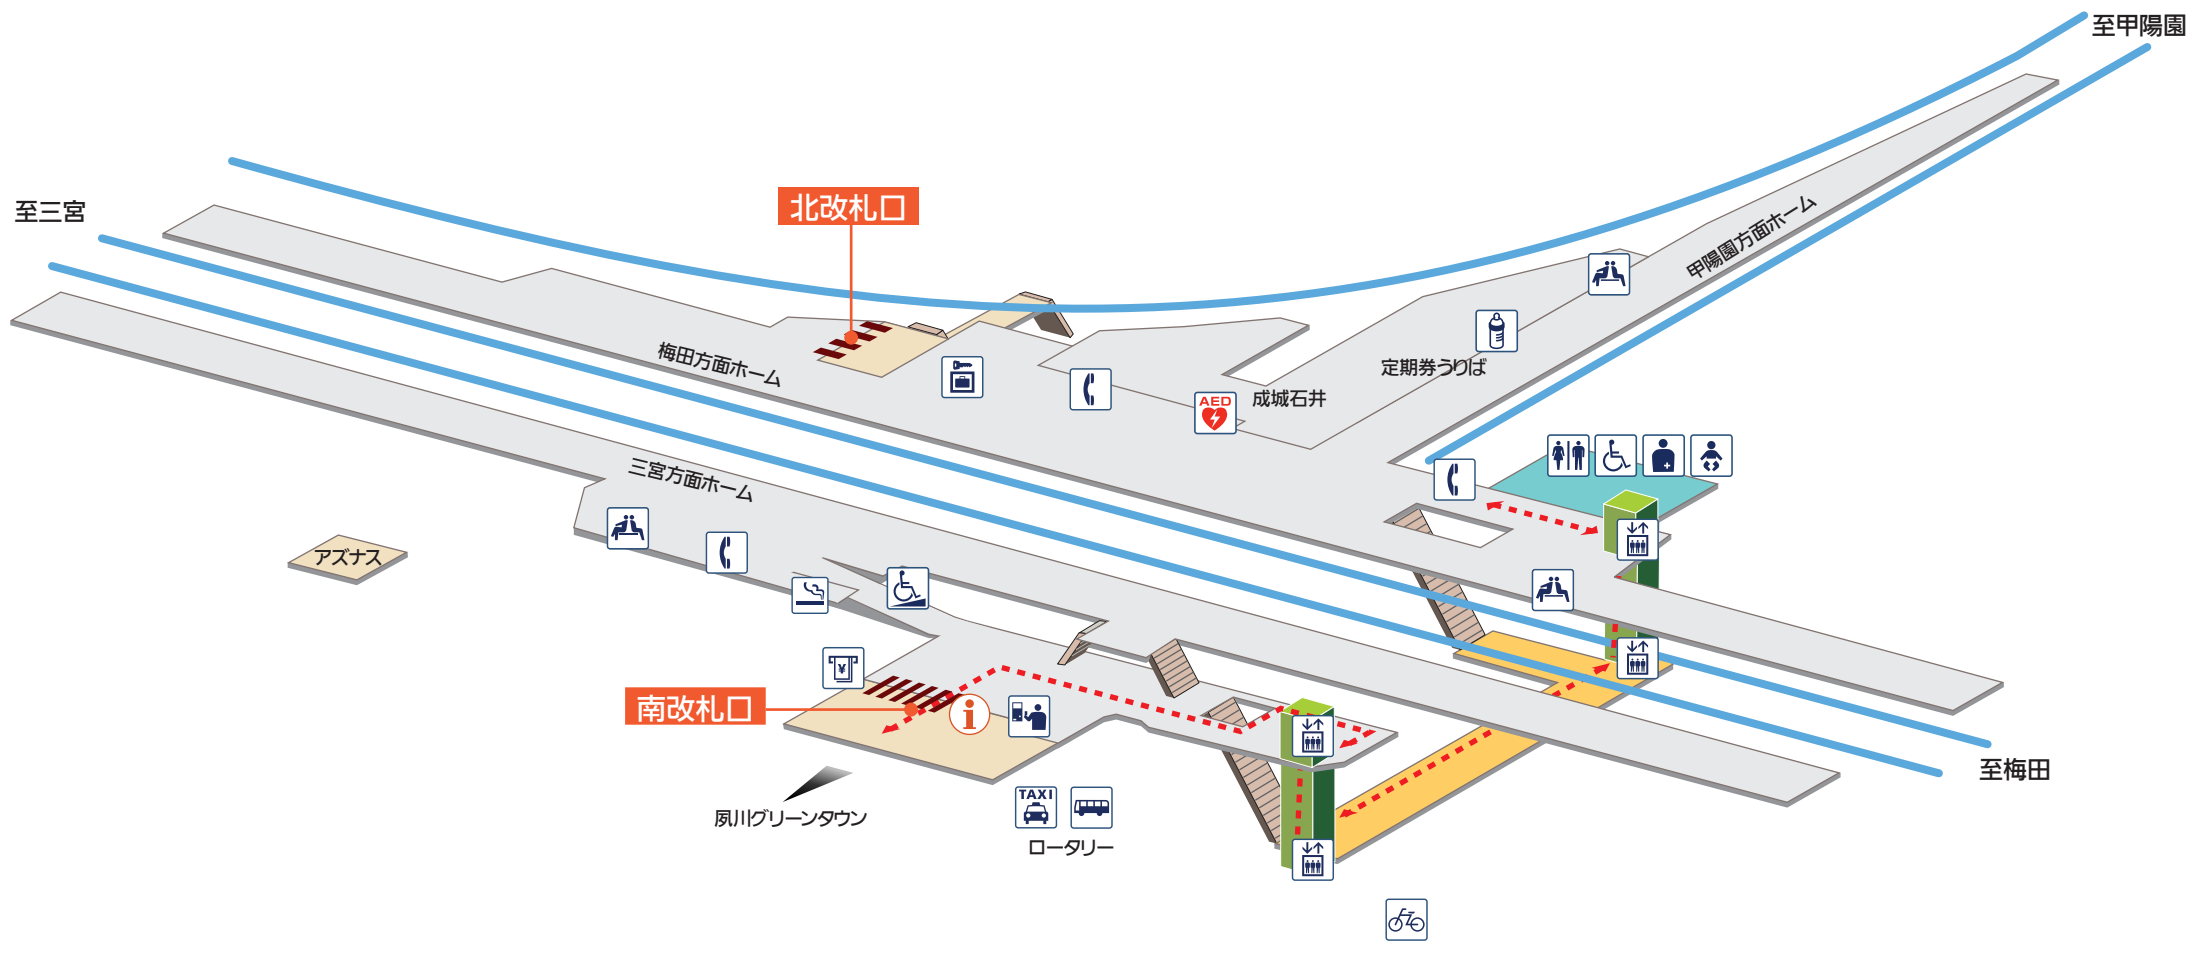 至甲陽園
至三宮
北改札口
甲陽園方面ホーム
梅田方面ホーム
定期券うりば
成城石井
AED
三宮方面ホーム
アズナス
¥
南改札口
i
至梅田
夙川グリーンタウン
TAXI
ロータリー